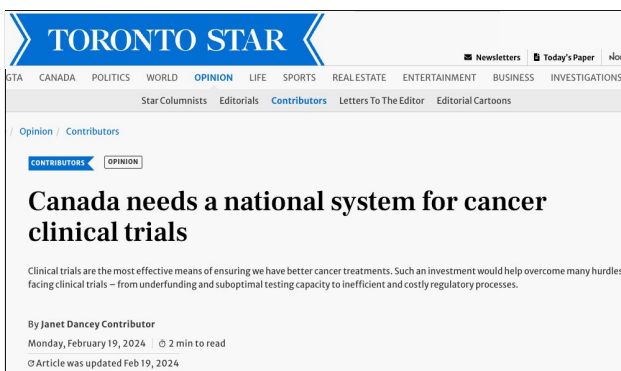 TORONTO STAR
Newsletters Today's Paper
GTA CANADA POLITICS WORLD OPINION LIFE SPORTS REAL ESTATE ENTERTAINMENT BUSINESS INVESTIGATIONS
Star Columnists Editorials Contributors Letters To The Editor Editorial Cartoons
/ Opinion / Contributors
CONTRIBUTORS OPINION
Canada needs a national system for cancer
clinical trials
Clinical trials are the most effective means of ensuring we have better cancer treatments. Such an investment would help overcome many hurdles
facing clinical trials – from underfunding and suboptimal testing capacity to inefficient and costly regulatory processes.
By Janet Dancey Contributor
Monday, February 19, 2024 2 min to read
Article was updated Feb 19, 2024